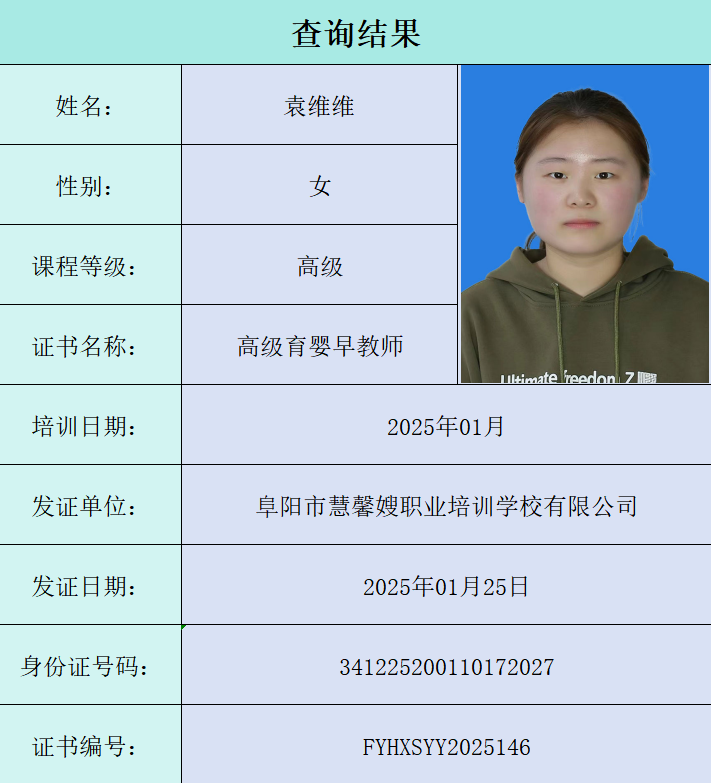 查询结果
姓名： 袁维维
性别： 女
课程等级： 高级
证书名称： 高级育婴早教师
Ultimate freedon Z
培训日期： 2025年01月
发证单位： 阜阳市慧馨嫂职业培训学校有限公司
发证日期： 2025年01月25日
身份证号码： 341225200110172027
证书编号： FYHXSYY2025146